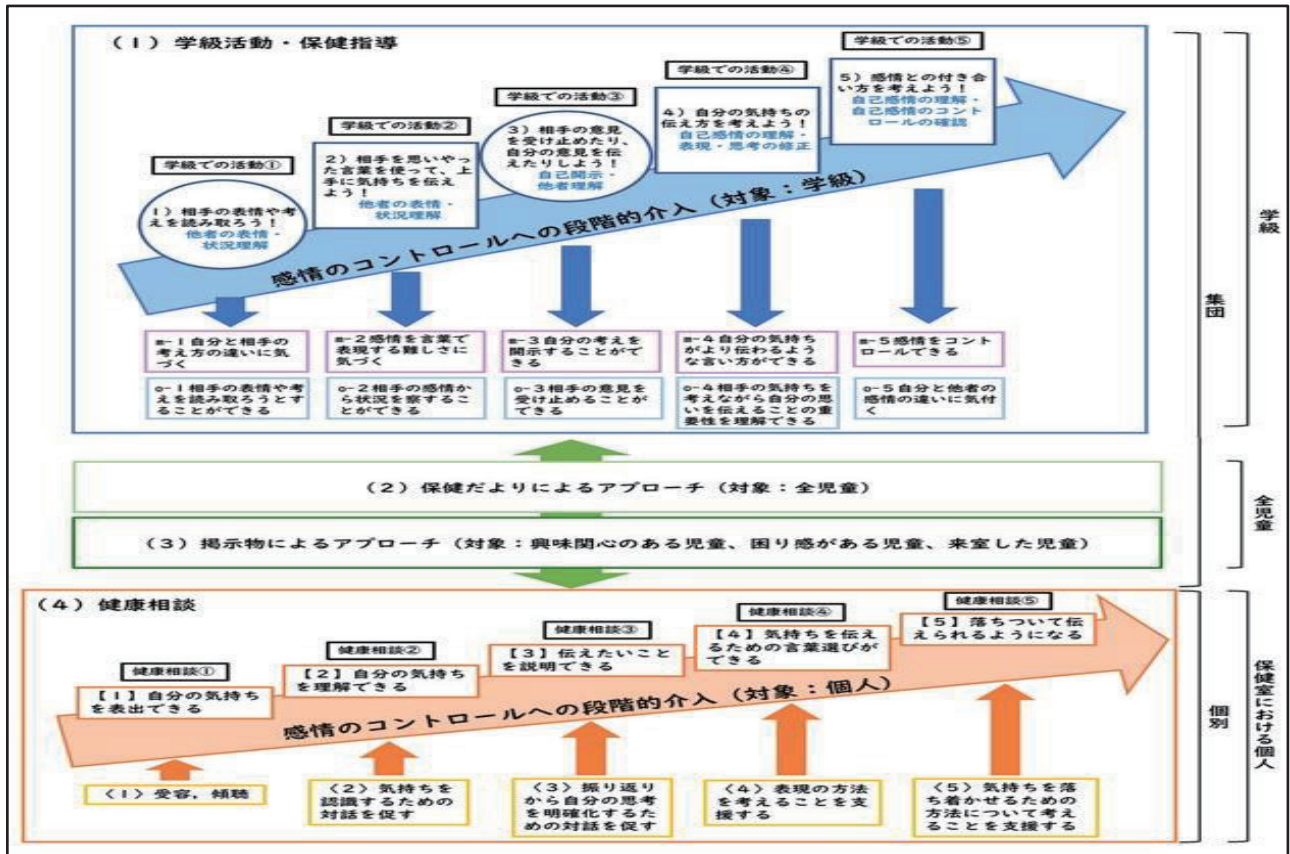 (1)学級活動・保健指導
学級での活動①
1)相手の表情や考
えを読み取ろう!
他者の表情・
状況理解
学級での活動②
2)相手を思いやっ
た言葉を使って、上
手に気持ちを伝え
よう!
他者の表情・
状況理解
学級での活動③
3)相手の意見
を受け止めたり、
自分の意見を伝
えたりしよう!
自己開示・
他者理解
学級での活動④
4)自分の気持ちの
伝え方を考えよう!
自己感情の理解・
表現・思考の修正
学級での活動⑤
5)感情との付き合
い方を考えよう!
自己感情の理解・
自己感情のコント
ロールの確認
感情のコントロールへの段階的介入(対象:学級)
m-1自分と相手の
考え方の違いに気
づく
m-2感情を言葉で
表現する難しさに
気づく
m-3自分の考えを
開示することがで
きる
m-4自分の気持ち
がより伝わるよう
な言い方ができる
m-5感情をコント
ロールできる
o-1相手の表情や考
えを読み取ろうとす
ることができる
o-2相手の感情か
ら状況を察するこ
とができる
o-3相手の意見を
受け止めることが
できる
o-4相手の気持ちを
考えながら自分の思
いを伝えることの重
要性を理解できる
o-5自分と他者の
感情の違いに気付
く
学級
集団
(2)保健だよりによるアプローチ(対象:全児童)
(3)掲示物によるアプローチ(対象:興味関心のある児童、困り感がある児童、来室した児童)
全児童
(4)健康相談
健康相談①
【1】自分の気持ち
を表出できる
健康相談②
【2】自分の気持ち
を理解できる
健康相談③
【3】伝えたいこと
を説明できる
健康相談④
【4】気持ちを伝え
るための言葉選びが
できる
健康相談⑤
【5】落ちついて伝
えられるようになる
感情のコントロールへの段階的介入(対象:個人)
(1)受容,傾聴
(2)気持ちを
認識するための
対話を促す
(3)振り返り
から自分の思考
を明確化するた
めの対話を促す
(4)表現の方法
を考えることを支
援する
(5)気持ちを落
ち着かせるための
方法について考え
ることを支援する
個別
保健室における個人